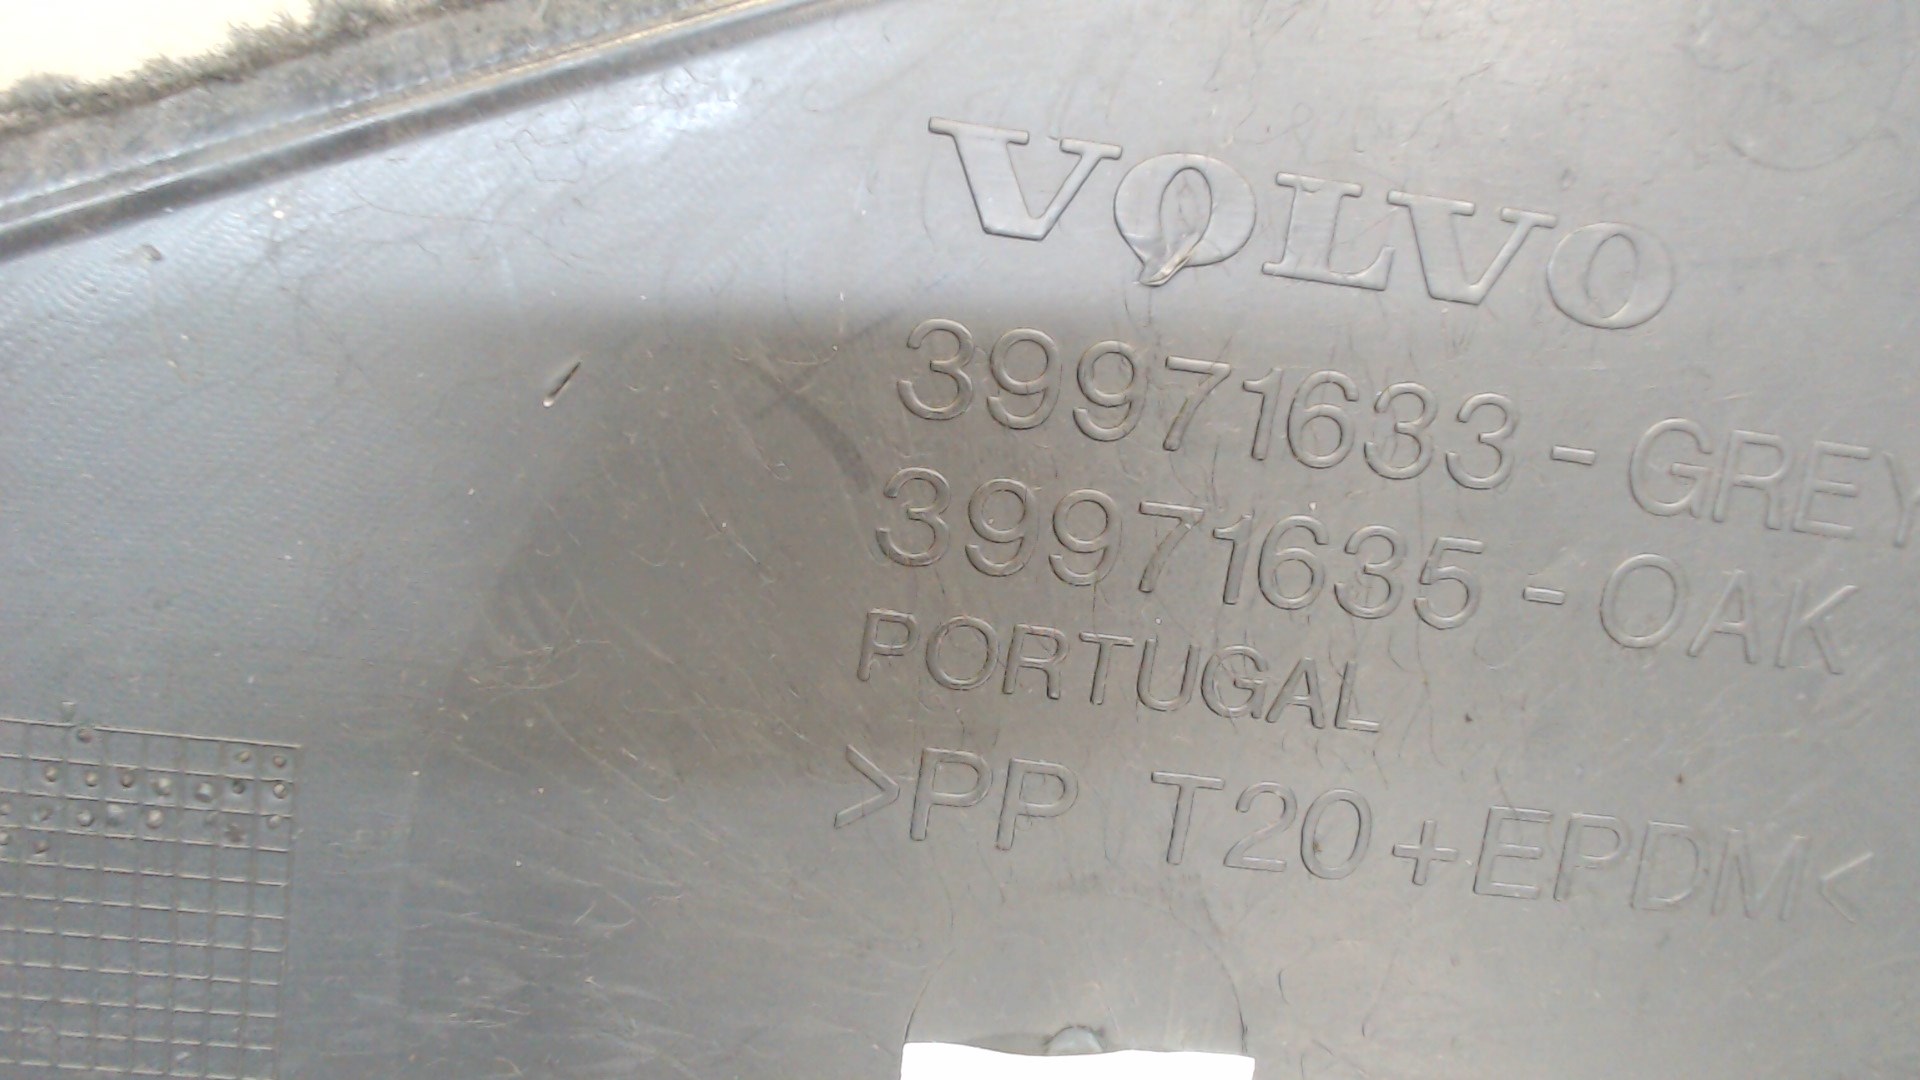 VOLVO
39971633-GREY
39971635-OAK
PORTUGAL
>PP T20+EPDM<